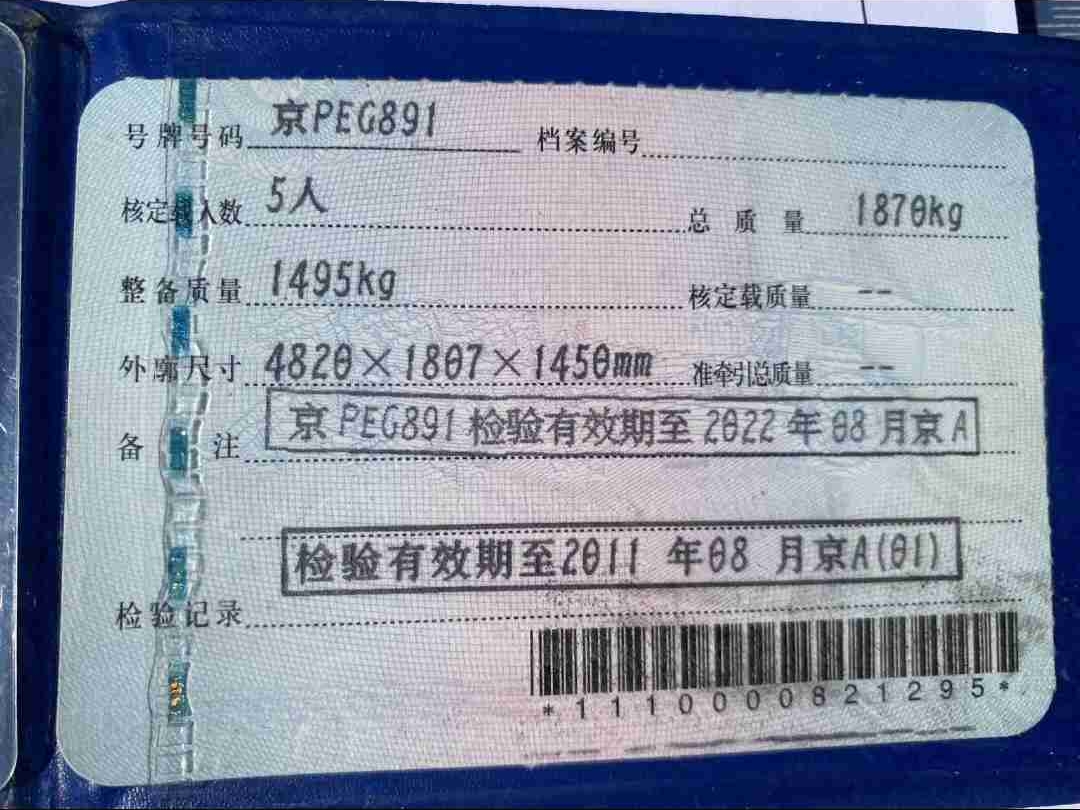 号牌号码 京PEG891 档案编号
核定载人数 5人 总质量 1870kg
整备质量 1495kg 核定载质量 --
外廓尺寸 4820×1807×1450mm 准牵引总质量 --
备注 京PEG891检验有效期至2022年08月京A
检验有效期至2011年08月京A(01)
检验记录
*1110000821295*